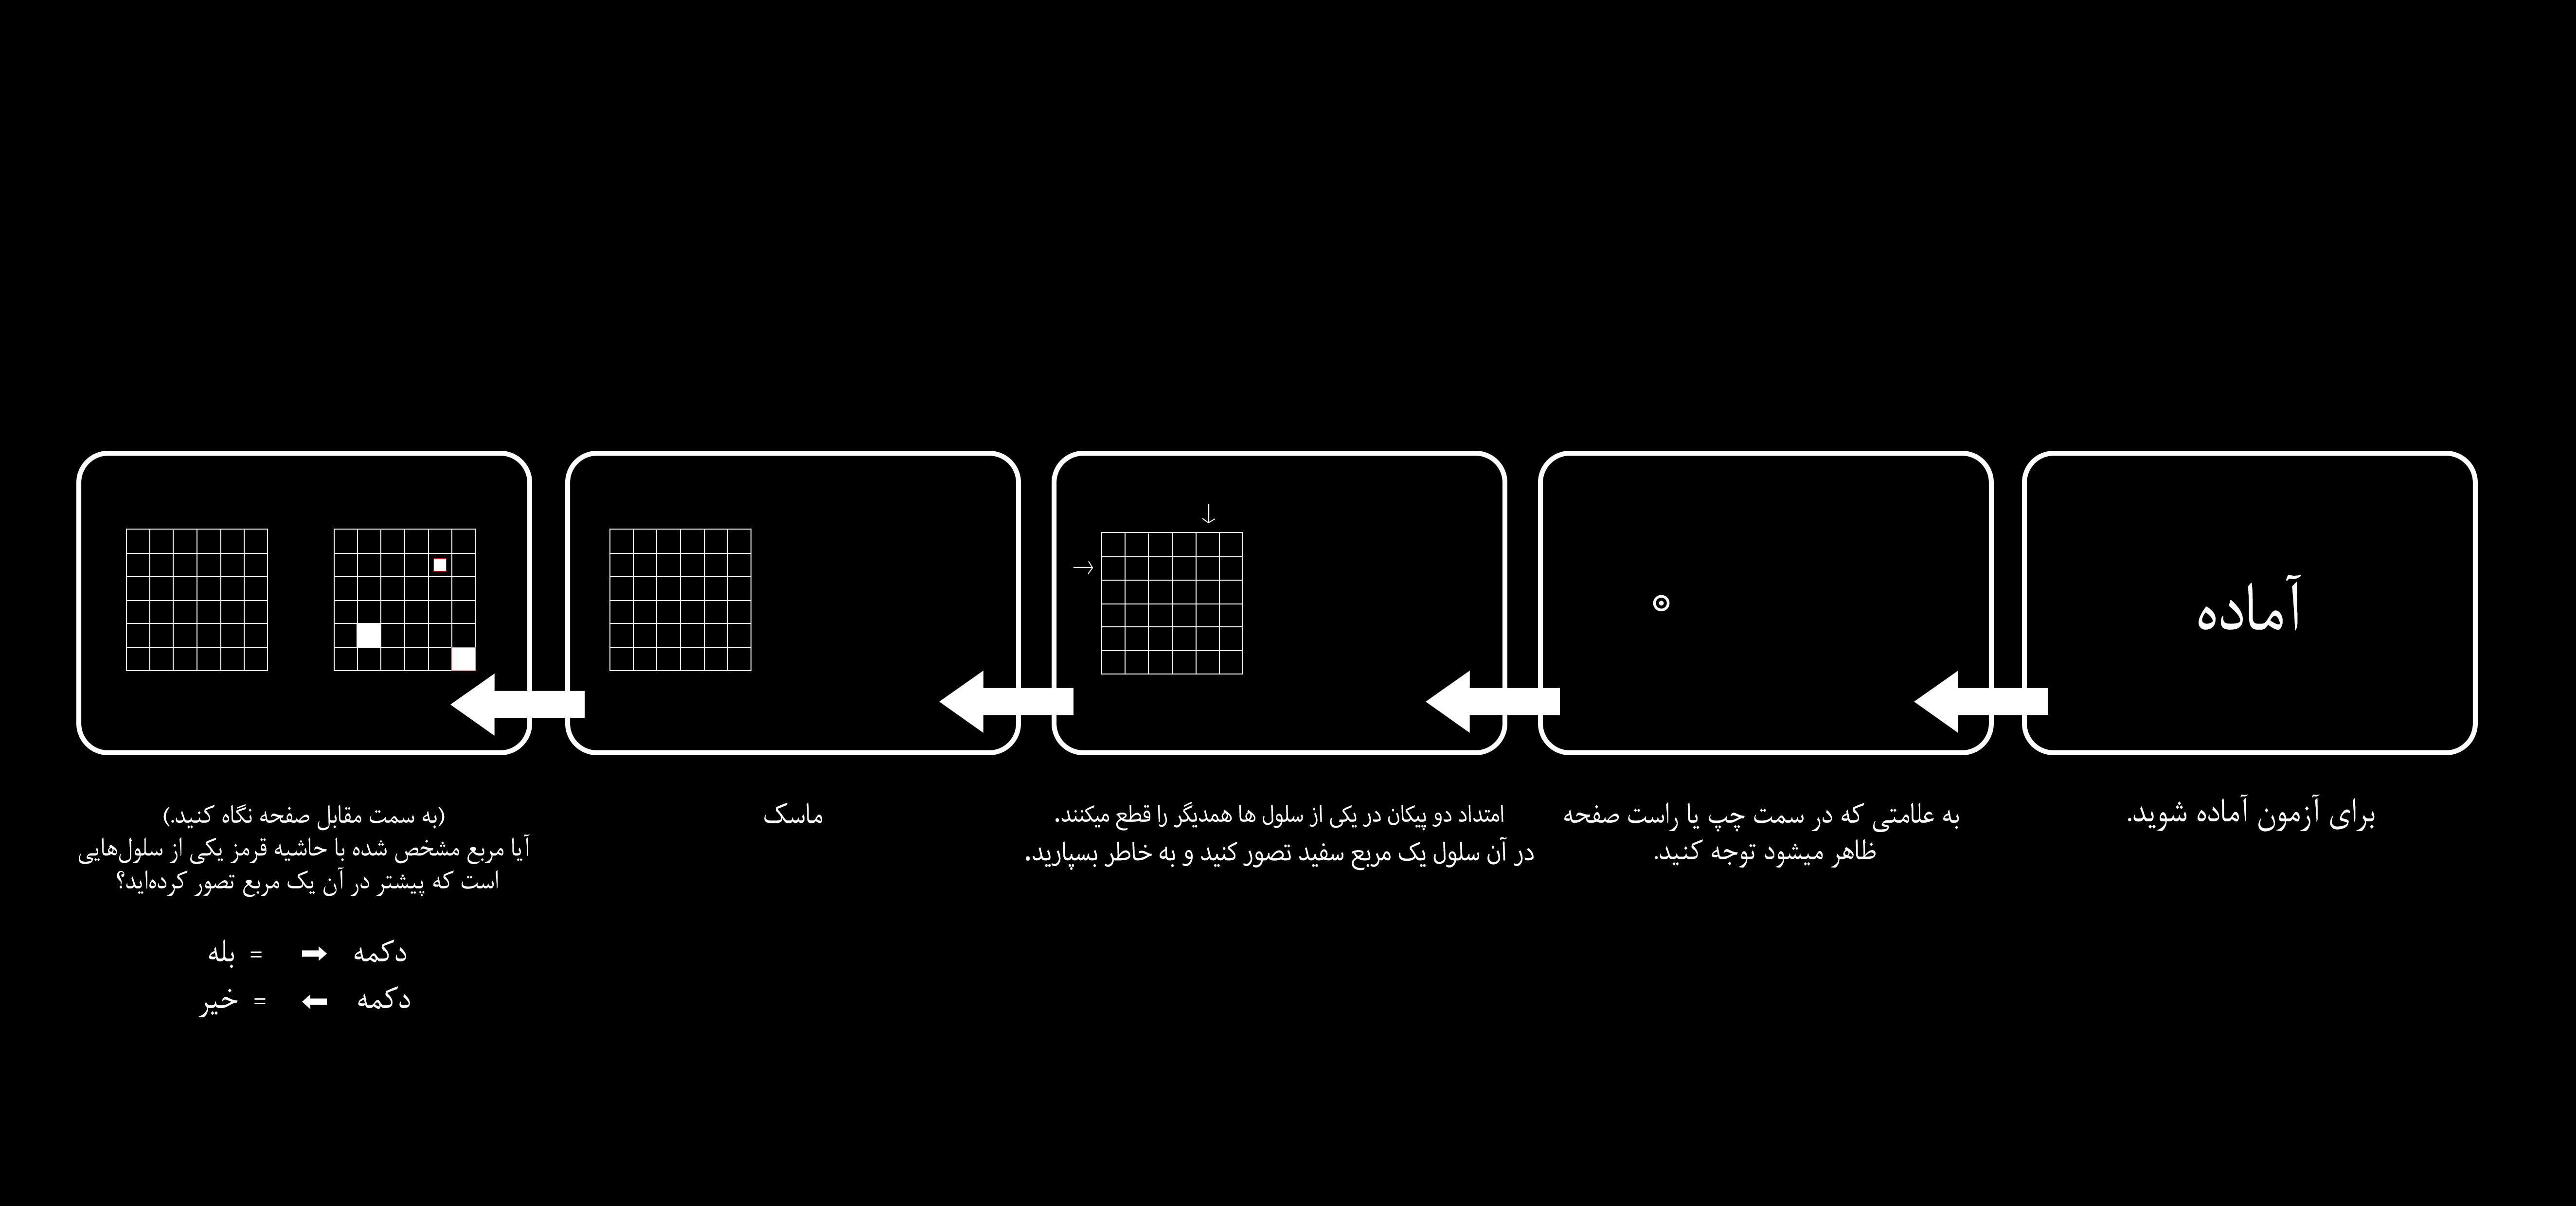 آماده
برای آزمون آماده شوید.
به علامتی که در سمت چپ یا راست صفحه
ظاهر میشود توجه کنید.
امتداد دو پیکان در یکی از سلول ها همدیگر را قطع میکنند.
در آن سلول یک مربع سفید تصور کنید و به خاطر بسپارید.
ماسک
(به سمت مقابل صفحه نگاه کنید.)
آیا مربع مشخص شده با حاشیه قرمز یکی از سلول‌هایی
است که پیشتر در آن یک مربع تصور کرده‌اید؟
دکمه → = بله
دکمه ← = خیر